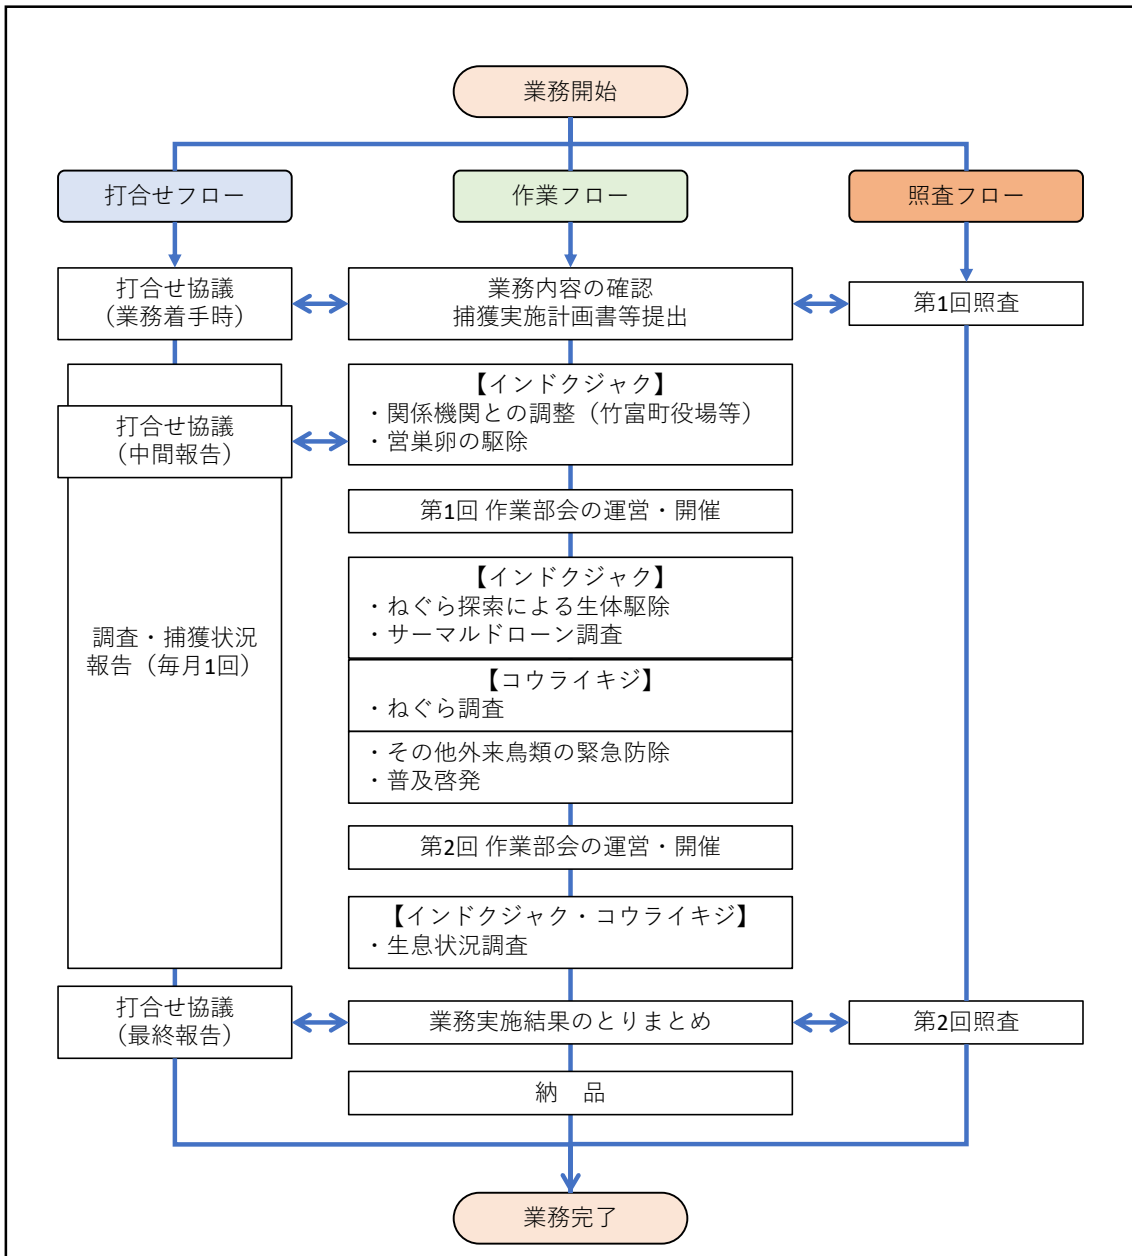 業務開始
打合せフロー
作業フロー
照査フロー
打合せ協議
（業務着手時）
業務内容の確認
捕獲実施計画書等提出
第1回照査
【インドクジャク】
・関係機関との調整（竹富町役場等）
・営巣卵の駆除
打合せ協議
（中間報告）
第1回 作業部会の運営・開催
【インドクジャク】
・ねぐら探索による生体駆除
・サーマルドローン調査
調査・捕獲状況
報告（毎月1回）
【コウライキジ】
・ねぐら調査
・その他外来鳥類の緊急防除
・普及啓発
第2回 作業部会の運営・開催
【インドクジャク・コウライキジ】
・生息状況調査
打合せ協議
（最終報告）
業務実施結果のとりまとめ
第2回照査
納　品
業務完了